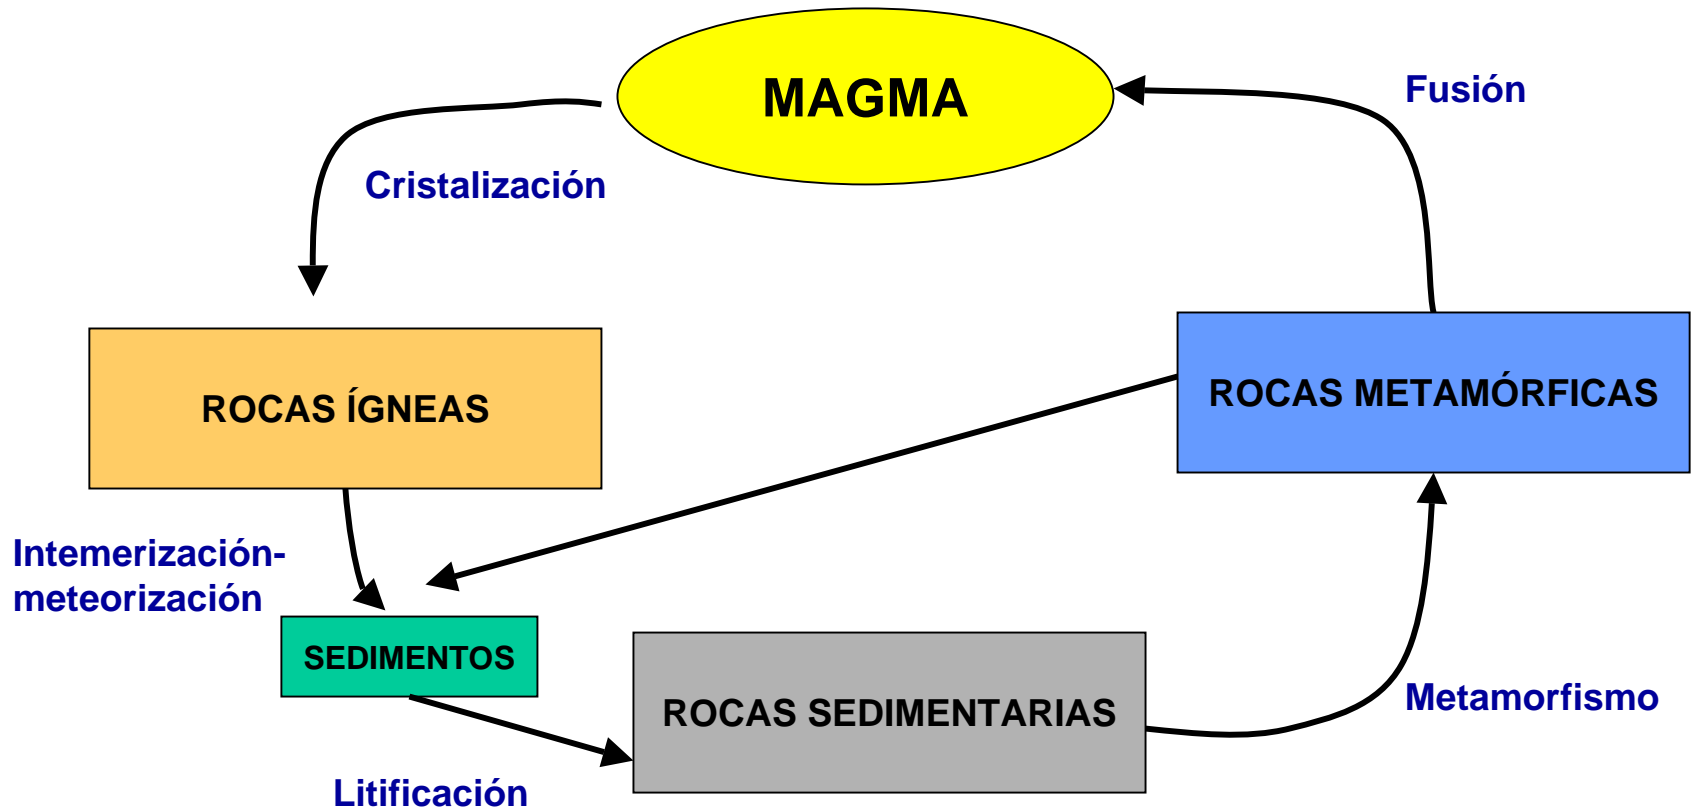 MAGMA
Fusión
Cristalización
ROCAS ÍGNEAS
ROCAS METAMÓRFICAS
Intemerización-
meteorización
SEDIMENTOS
ROCAS SEDIMENTARIAS
Metamorfismo
Litificación